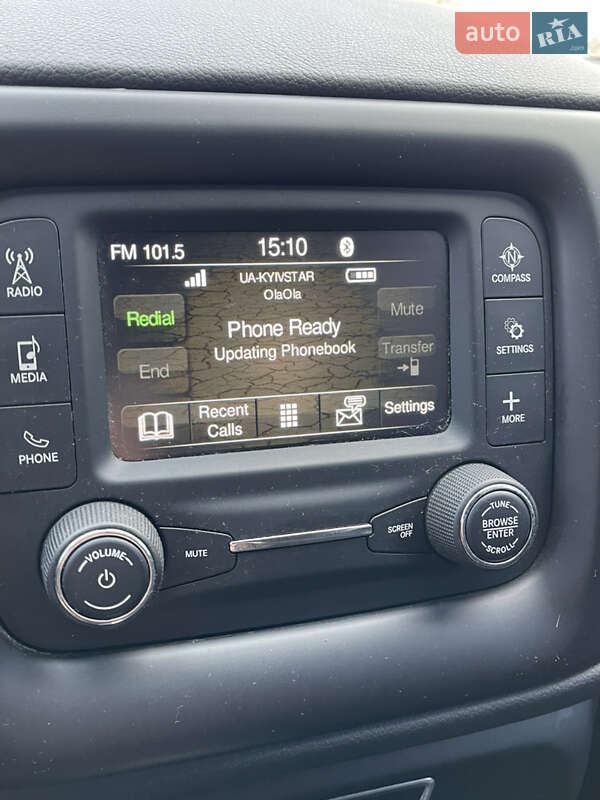 auto RIA .com
FM 101.5 15:10
UA-KYIVSTAR
OlaOla
Redial
Mute
Phone Ready
Updating Phonebook
End
Transfer
Recent
Calls
Settings
RADIO
MEDIA
PHONE
N
COMPASS
SETTINGS
+
MORE
VOLUME
MUTE
SCREEN
OFF
TUNE
BROWSE
ENTER
SCROLL